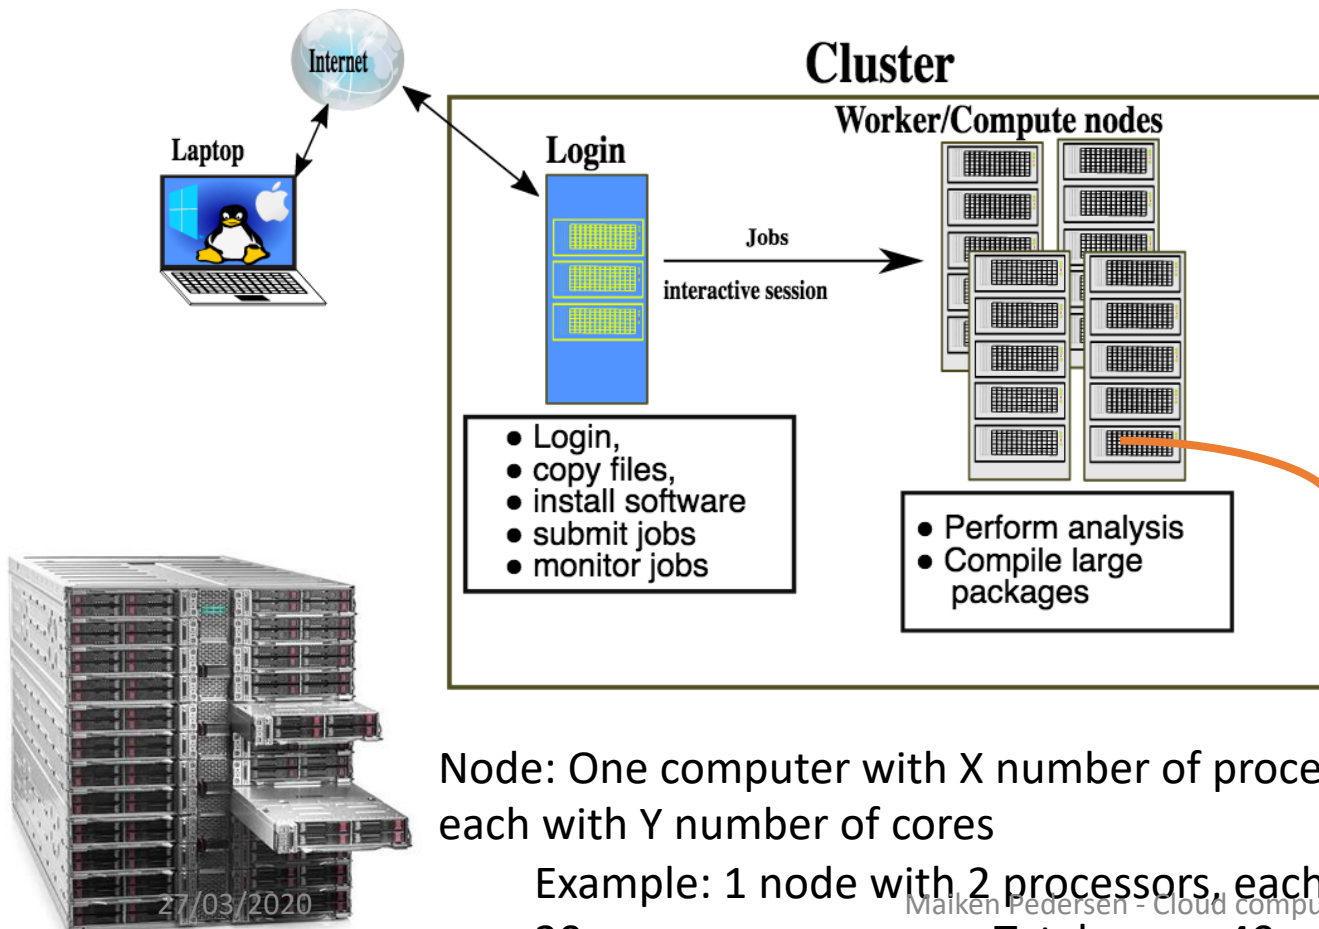 Internet
Cluster
Laptop
Login
Worker/Compute nodes
Jobs
interactive session
● Login,
● copy files,
● install software
● submit jobs
● monitor jobs
● Perform analysis
● Compile large
packages
Node: One computer with X number of proce
each with Y number of cores
Example: 1 node with 2 processors, each
27/03/2020
Maiken Pedersen - Cloud compu